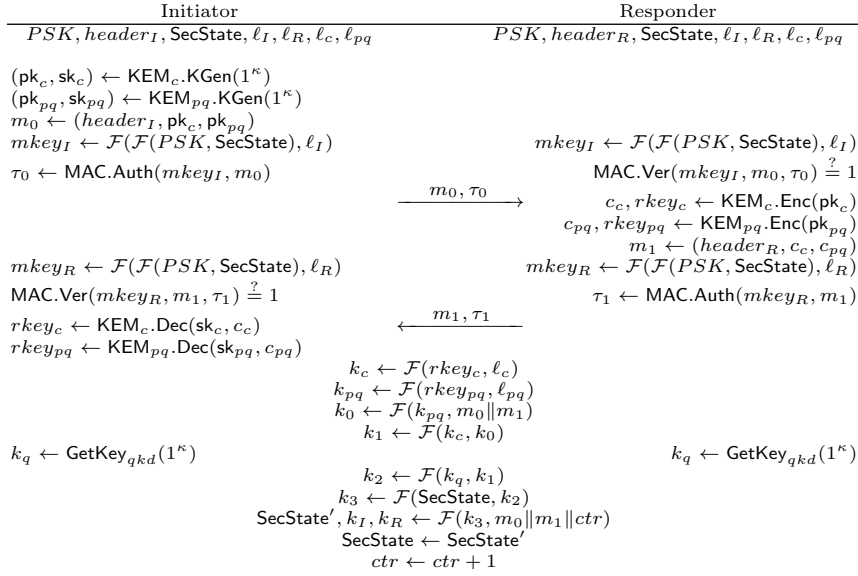 Initiator Responder
PSK, header_I, SecState, ℓ_I, ℓ_R, ℓ_c, ℓ_pq PSK, header_R, SecState, ℓ_I, ℓ_R, ℓ_c, ℓ_pq
(pk_c, sk_c) ← KEM_c.KGen(1^κ)
(pk_pq, sk_pq) ← KEM_pq.KGen(1^κ)
m_0 ← (header_I, pk_c, pk_pq)
mkey_I ← F(F(PSK, SecState), ℓ_I) mkey_I ← F(F(PSK, SecState), ℓ_I)
τ_0 ← MAC.Auth(mkey_I, m_0) MAC.Ver(mkey_I, m_0, τ_0) ≟ 1
m_0, τ_0 → c_c, rkey_c ← KEM_c.Enc(pk_c)
c_pq, rkey_pq ← KEM_pq.Enc(pk_pq)
m_1 ← (header_R, c_c, c_pq)
mkey_R ← F(F(PSK, SecState), ℓ_R) mkey_R ← F(F(PSK, SecState), ℓ_R)
MAC.Ver(mkey_R, m_1, τ_1) ≟ 1 τ_1 ← MAC.Auth(mkey_R, m_1)
rkey_c ← KEM_c.Dec(sk_c, c_c) ← m_1, τ_1
rkey_pq ← KEM_pq.Dec(sk_pq, c_pq)
k_c ← F(rkey_c, ℓ_c)
k_pq ← F(rkey_pq, ℓ_pq)
k_0 ← F(k_pq, m_0‖m_1)
k_1 ← F(k_c, k_0)
k_q ← GetKey_qkd(1^κ) k_q ← GetKey_qkd(1^κ)
k_2 ← F(k_q, k_1)
k_3 ← F(SecState, k_2)
SecState′, k_I, k_R ← F(k_3, m_0‖m_1‖ctr)
SecState ← SecState′
ctr ← ctr + 1